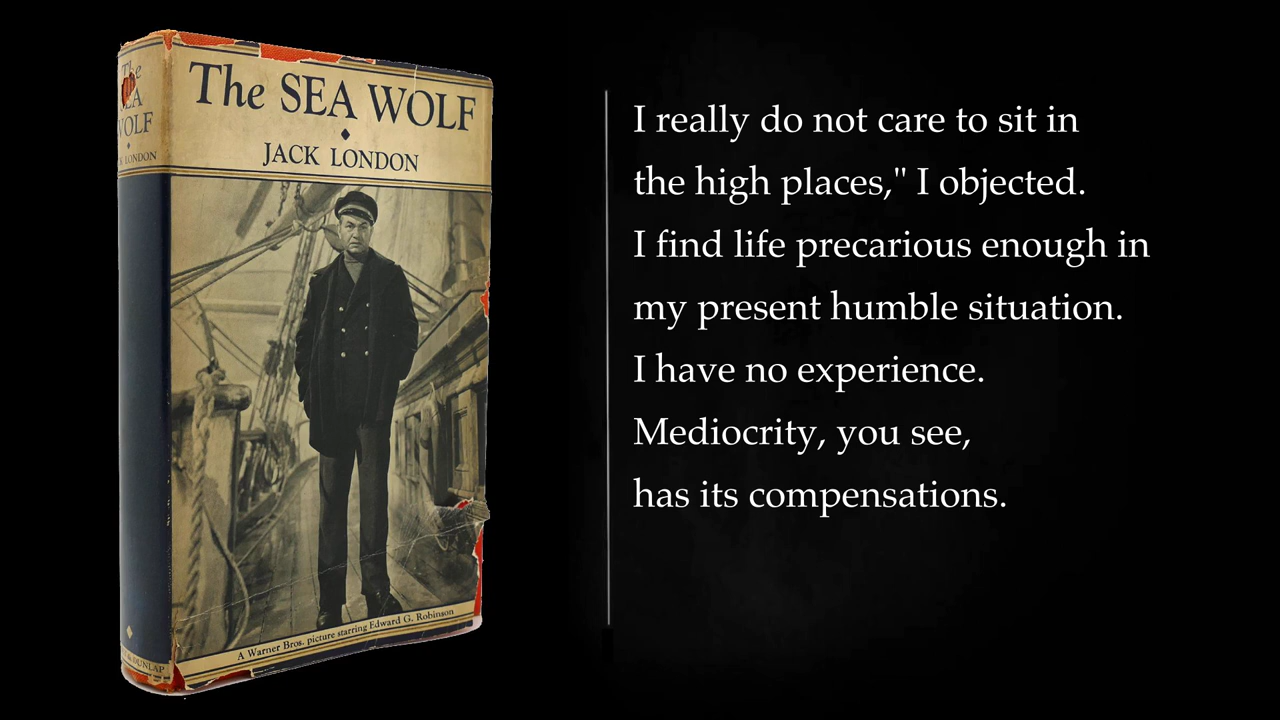 The SEA WOLF
JACK LONDON
A Warner Bros. picture starring Edward G. Robinson
The
SEA
WOLF
LONDON
DUNLAP
I really do not care to sit in
the high places," I objected.
I find life precarious enough in
my present humble situation.
I have no experience.
Mediocrity, you see,
has its compensations.